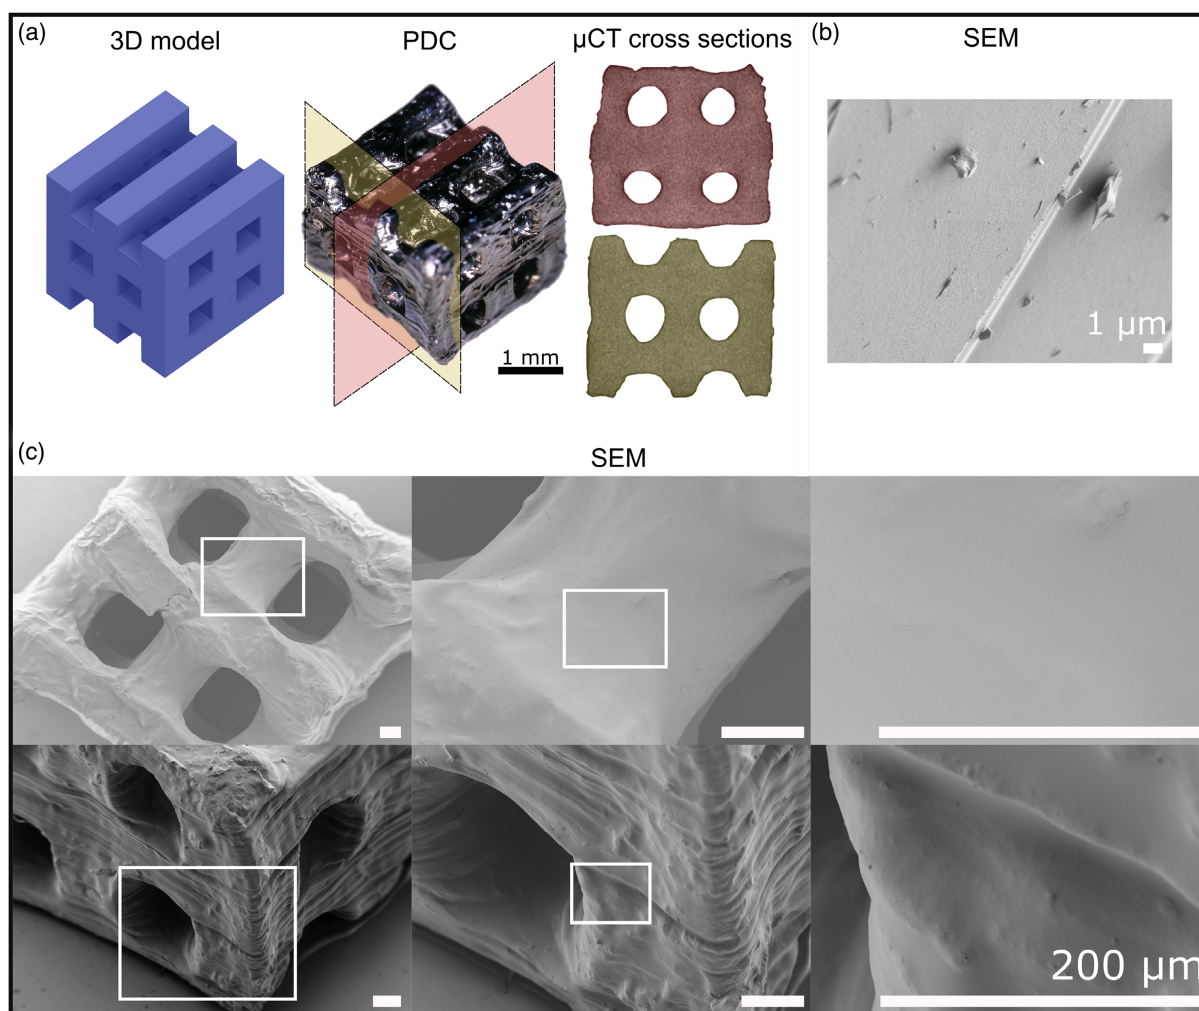 (a)
3D model
PDC
µCT cross sections
1 mm
(b)
SEM
1 µm
(c)
SEM
200 µm